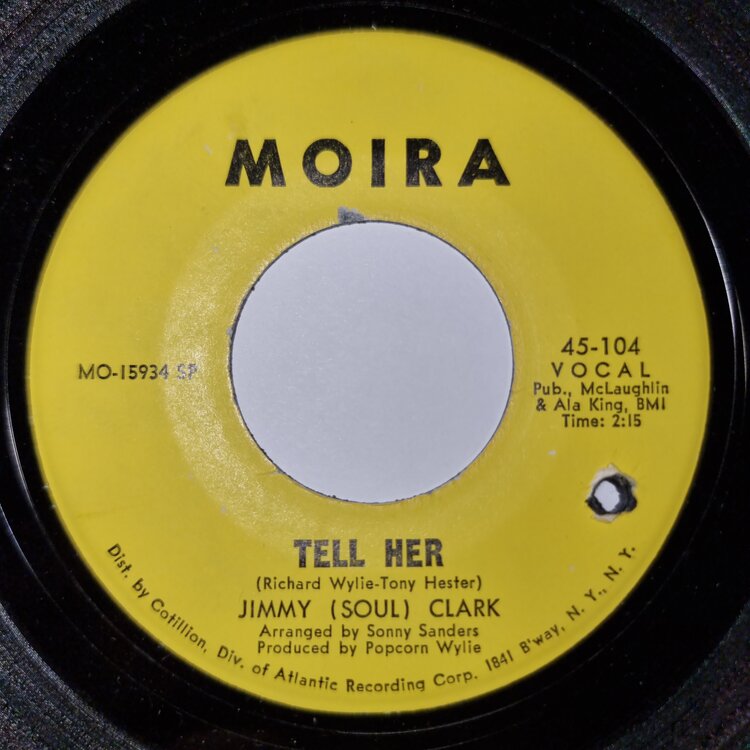 MOIRA
MO-15934 SP
45-104
VOCAL
Pub., McLaughlin
& Ala King, BMI
Time: 2:15
TELL HER
(Richard Wylie-Tony Hester)
JIMMY (SOUL) CLARK
Arranged by Sonny Sanders
Produced by Popcorn Wylie
Dist. by Cotillion, Div. of Atlantic Recording Corp. 1841 B'way, N. Y., N. Y.